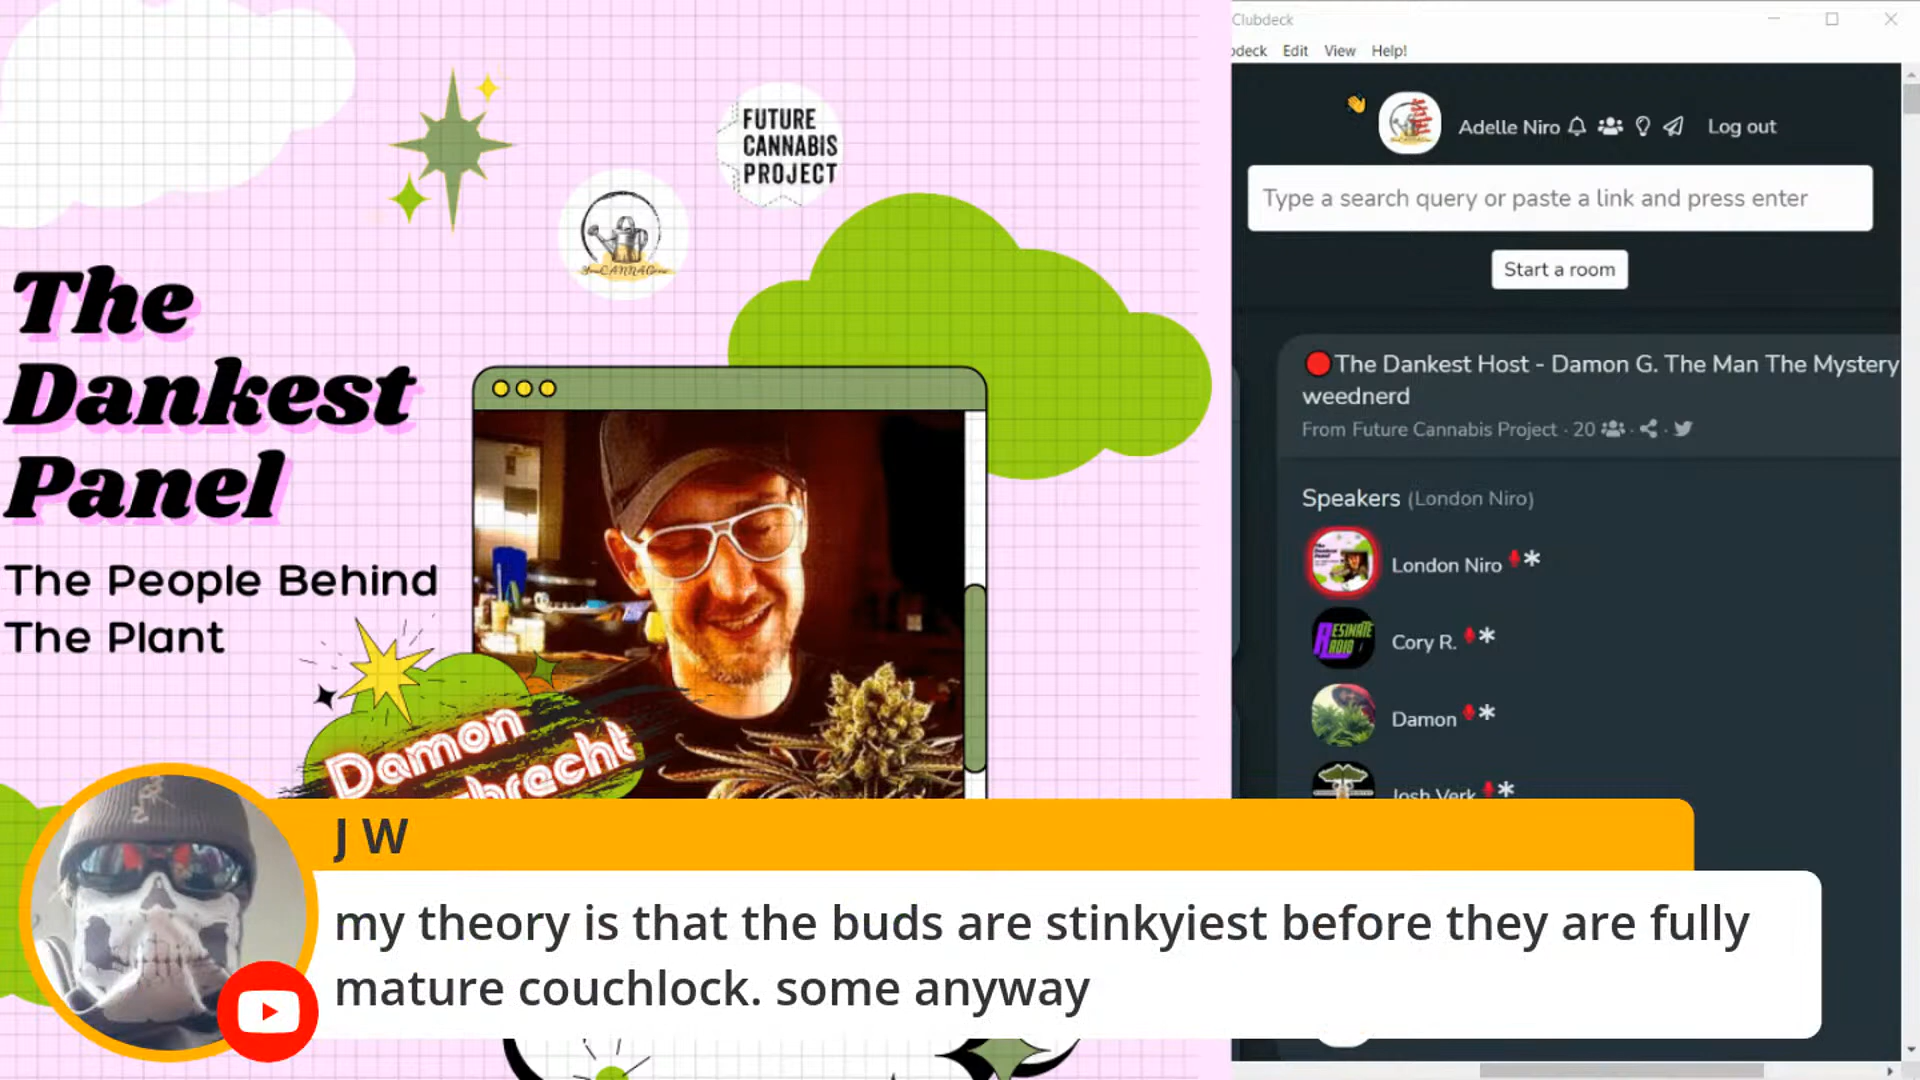 Clubdeck
Edit View Help!
FUTURE
CANNABIS
PROJECT
YouCANNAGrow
The
Dankest
Panel
The People Behind
The Plant
Damon
Adelle Niro
Log out
Type a search query or paste a link and press enter
Start a room
The Dankest Host - Damon G. The Man The Mystery
weednerd
From Future Cannabis Project · 20
Speakers (London Niro)
London Niro
Cory R.
Damon
Josh Verk
J W
my theory is that the buds are stinkyiest before they are fully
mature couchlock. some anyway